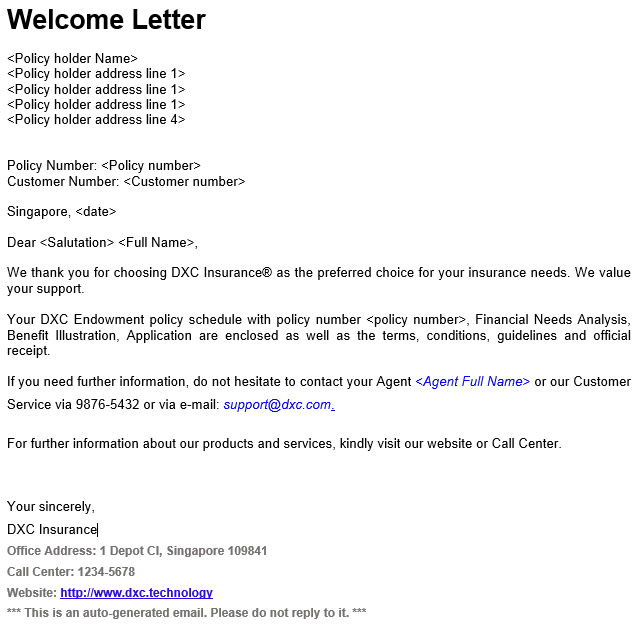 Welcome Letter
<Policy holder Name>
<Policy holder address line 1>
<Policy holder address line 1>
<Policy holder address line 1>
<Policy holder address line 4>
Policy Number: <Policy number>
Customer Number: <Customer number>
Singapore, <date>
Dear <Salutation> <Full Name>,
We thank you for choosing DXC Insurance® as the preferred choice for your insurance needs. We value
your support.
Your DXC Endowment policy schedule with policy number <policy number>, Financial Needs Analysis,
Benefit Illustration, Application are enclosed as well as the terms, conditions, guidelines and official
receipt.
If you need further information, do not hesitate to contact your Agent <Agent Full Name> or our Customer
Service via 9876-5432 or via e-mail: support@dxc.com.
For further information about our products and services, kindly visit our website or Call Center.
Your sincerely,
DXC Insurance
Office Address: 1 Depot Cl, Singapore 109841
Call Center: 1234-5678
Website: http://www.dxc.technology
*** This is an auto-generated email. Please do not reply to it. ***